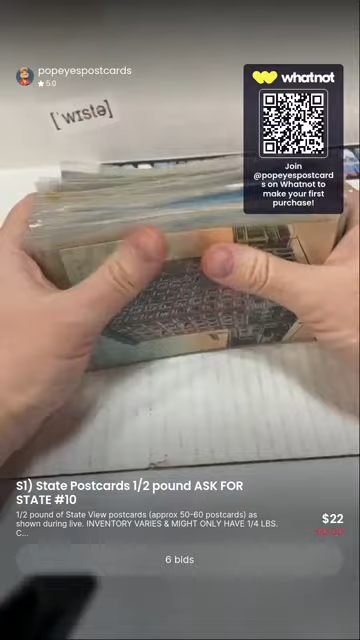 popeyespostcards
5.0
whatnot
['wɪstə]
Join
@popeyespostcard
s on Whatnot to
make your first
purchase!
S1) State Postcards 1/2 pound ASK FOR
STATE #10
1/2 pound of State View postcards (approx 50-60 postcards) as
shown during live. INVENTORY VARIES & MIGHT ONLY HAVE 1/4 LBS.
C...
$22
6 bids